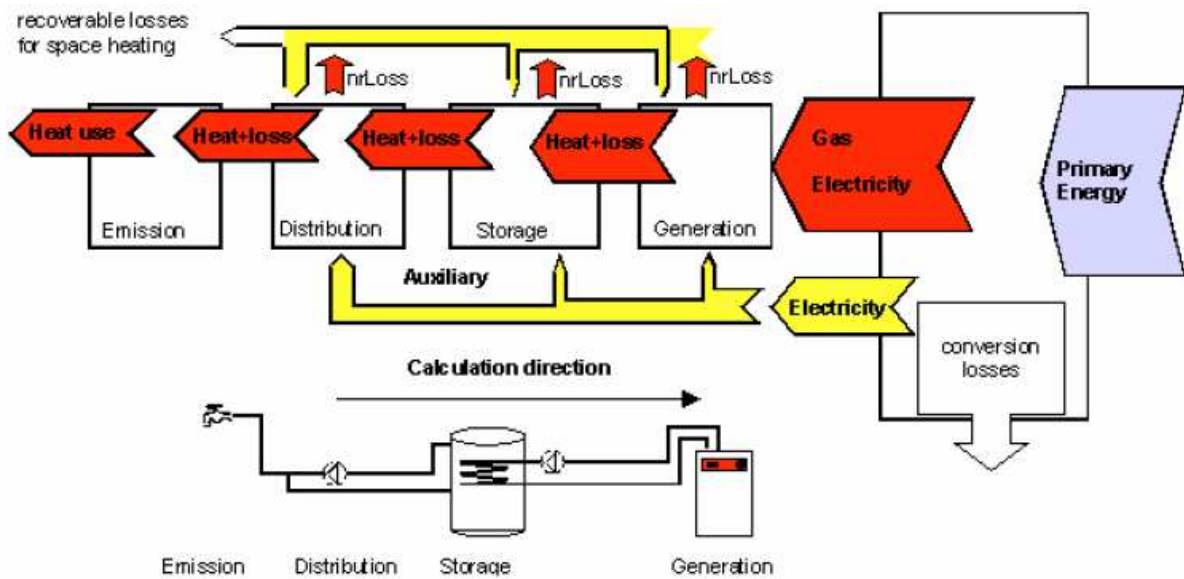 recoverable losses
for space heating
nrLoss
nrLoss
nrLoss
Heat use
Heat+loss
Heat+loss
Heat+loss
Gas
Electricity
Primary
Energy
Emission
Distribution
Storage
Generation
Auxiliary
Electricity
conversion
losses
Calculation direction
Emission
Distribution
Storage
Generation